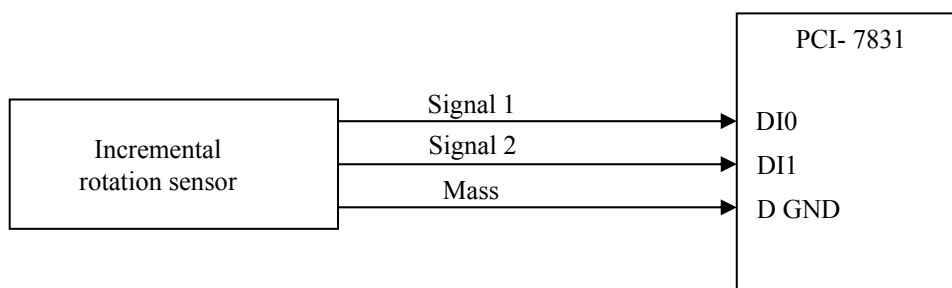 PCI- 7831
Signal 1
DI0
Incremental
rotation sensor
Signal 2
DI1
Mass
D GND